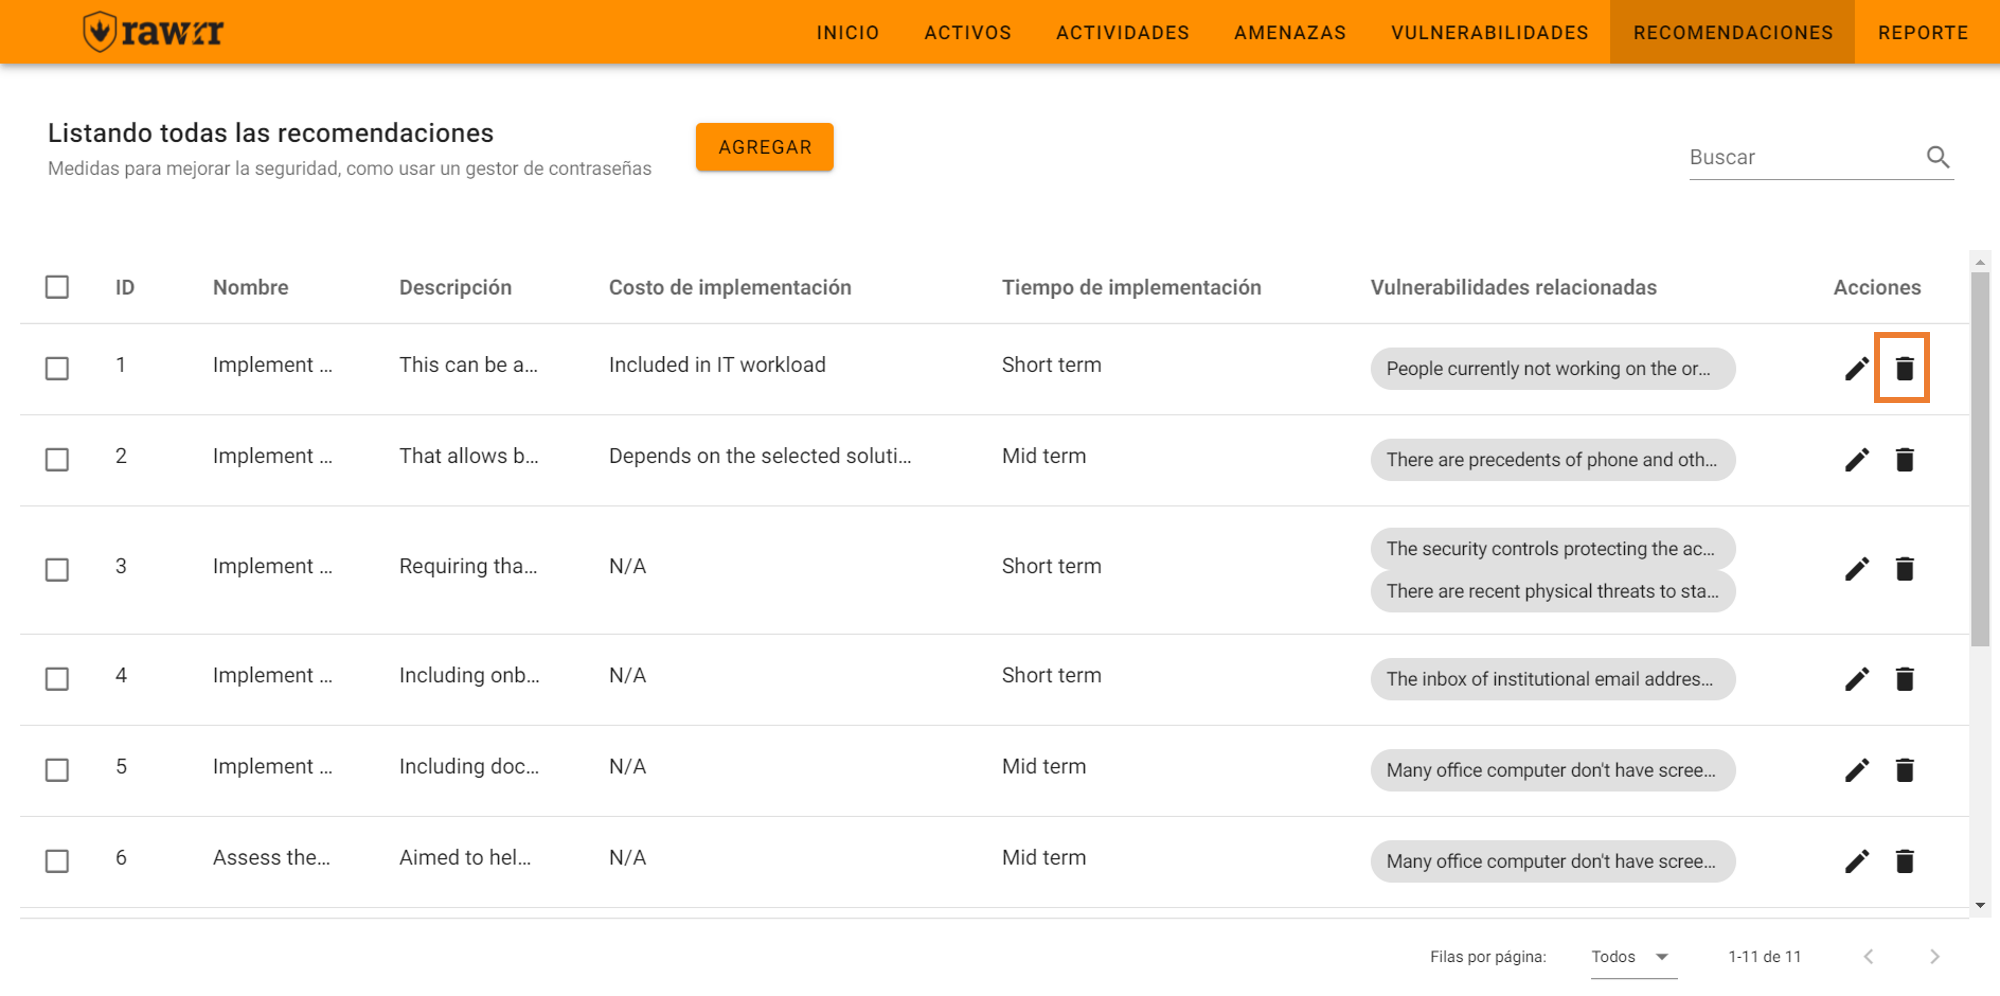 rawrr
INICIO ACTIVOS ACTIVIDADES AMENAZAS VULNERABILIDADES RECOMENDACIONES REPORTE
Listando todas las recomendaciones
Medidas para mejorar la seguridad, como usar un gestor de contraseñas
AGREGAR
Buscar
ID Nombre Descripción Costo de implementación Tiempo de implementación Vulnerabilidades relacionadas Acciones
1 Implement ... This can be a... Included in IT workload Short term People currently not working on the or...
2 Implement ... That allows b... Depends on the selected soluti... Mid term There are precedents of phone and oth...
3 Implement ... Requiring tha... N/A Short term The security controls protecting the ac...
There are recent physical threats to sta...
4 Implement ... Including onb... N/A Short term The inbox of institutional email addres...
5 Implement ... Including doc... N/A Mid term Many office computer don't have scree...
6 Assess the... Aimed to hel... N/A Mid term Many office computer don't have scree...
Filas por página: Todos 1-11 de 11